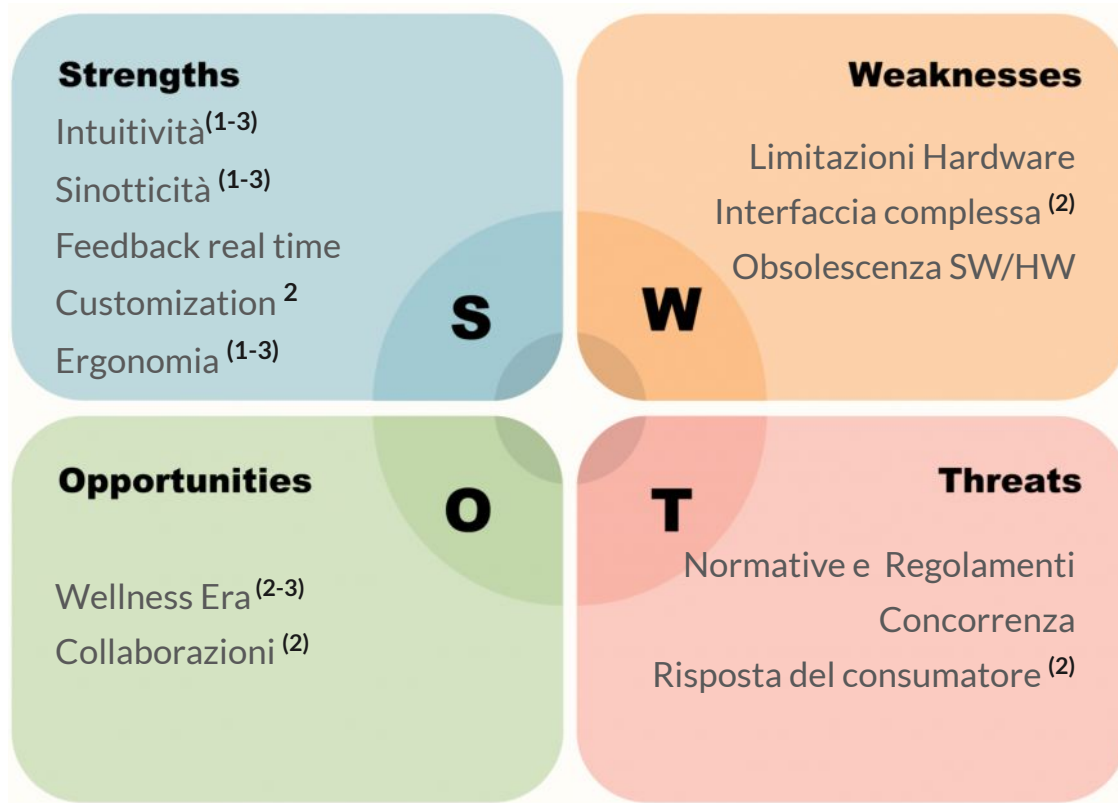 Strengths
Intuitività(1-3)
Sinotticità (1-3)
Feedback real time
Customization 2
Ergonomia (1-3)
S
Weaknesses
Limitazioni Hardware
Interfaccia complessa (2)
Obsolescenza SW/HW
W
Opportunities
Wellness Era(2-3)
Collaborazioni (2)
O
Threats
Normative e Regolamenti
Concorrenza
Risposta del consumatore (2)
T